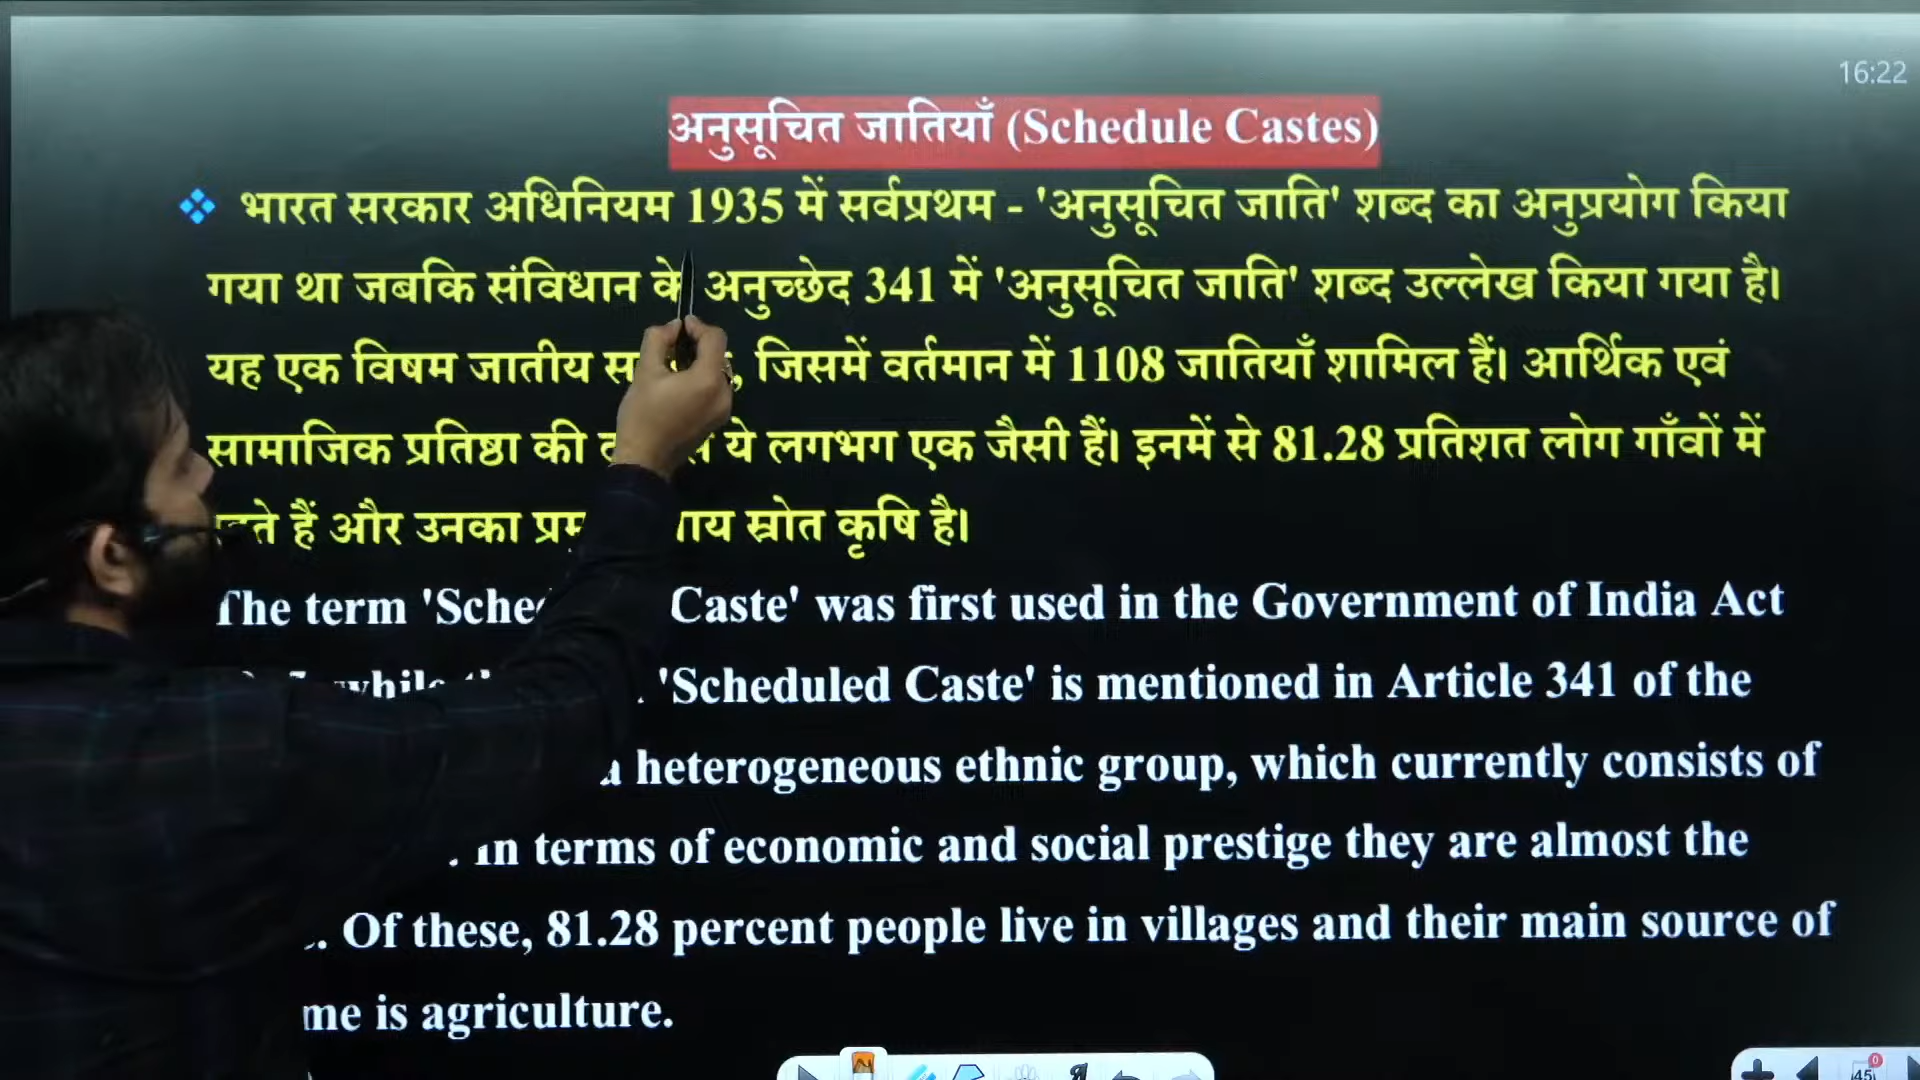 16:22
अनुसूचित जातियाँ (Schedule Castes)
भारत सरकार अधिनियम 1935 में सर्वप्रथम - 'अनुसूचित जाति' शब्द का अनुप्रयोग किया
गया था जबकि संविधान के अनुच्छेद 341 में 'अनुसूचित जाति' शब्द उल्लेख किया गया है।
यह एक विषम जातीय जिसमें वर्तमान में 1108 जातियाँ शामिल हैं। आर्थिक एवं
सामाजिक प्रतिष्ठा की ये लगभग एक जैसी हैं। इनमें से 81.28 प्रतिशत लोग गाँवों में
हैं और उनका स्रोत कृषि है।
The term Caste' was first used in the Government of India Act
while 'Scheduled Caste' is mentioned in Article 341 of the
a heterogeneous ethnic group, which currently consists of
. in terms of economic and social prestige they are almost the
. Of these, 81.28 percent people live in villages and their main source of
is agriculture.
45
0